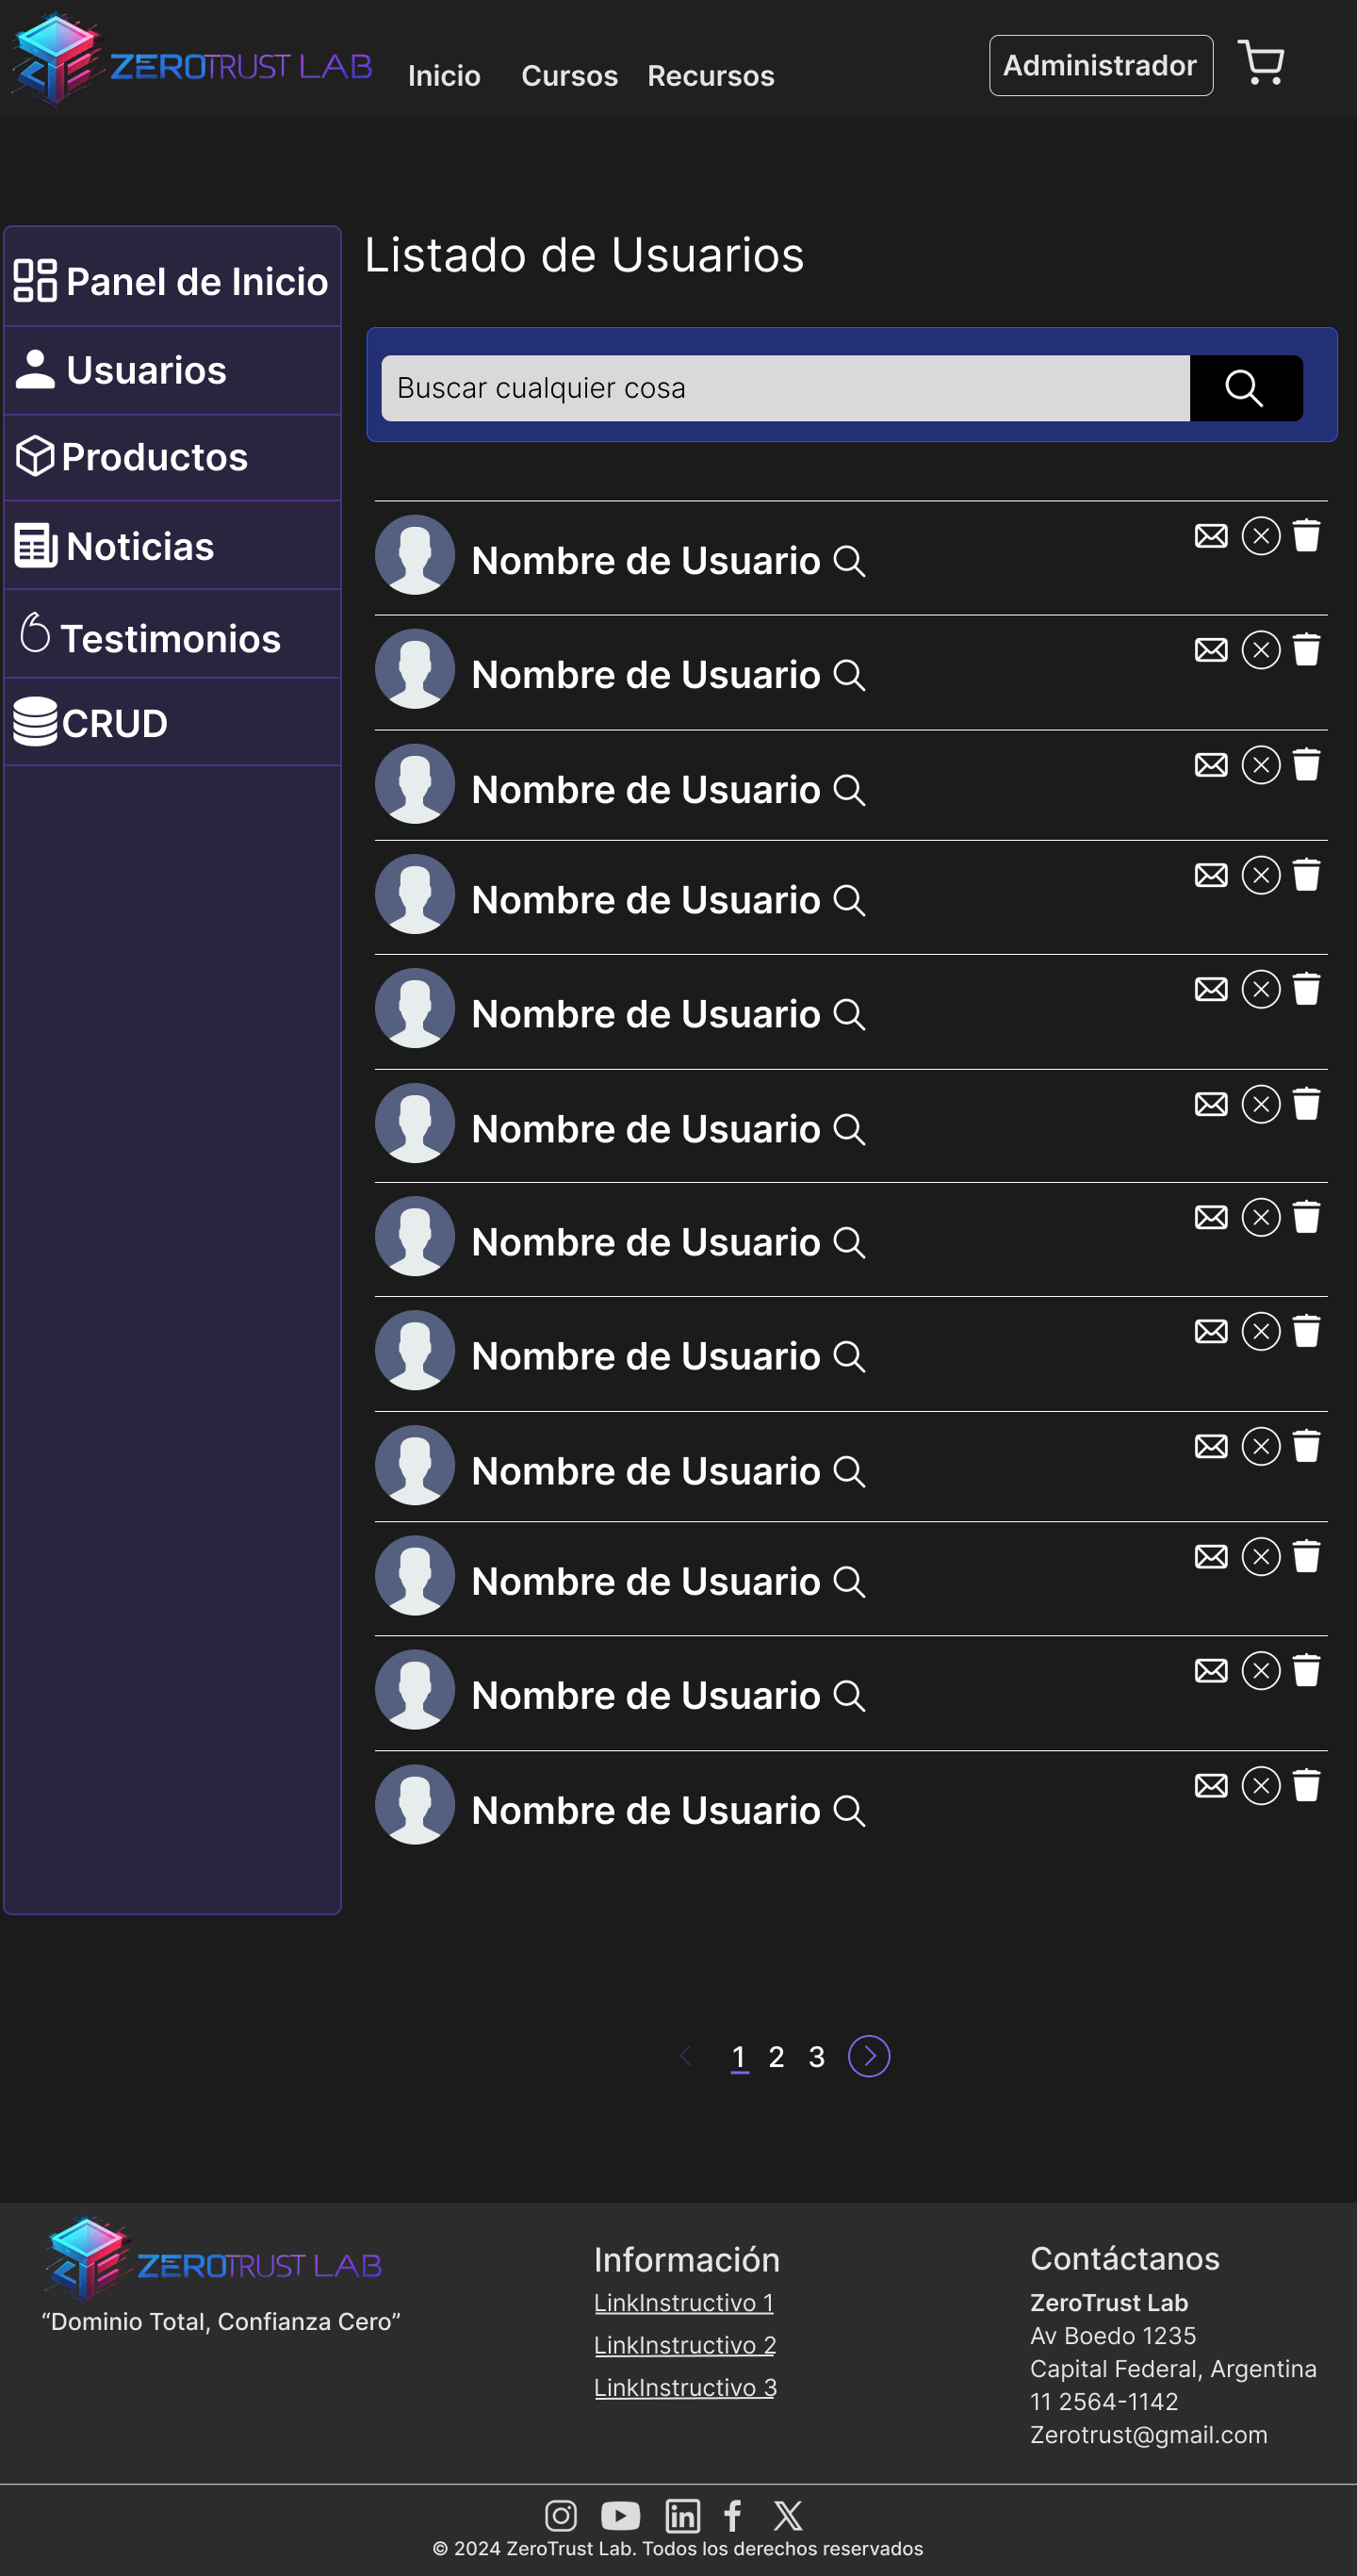 ZEROTRUST LAB
Inicio Cursos Recursos
Administrador
Panel de Inicio
Usuarios
Productos
Noticias
Testimonios
CRUD
Listado de Usuarios
Buscar cualquier cosa
Nombre de Usuario
Nombre de Usuario
Nombre de Usuario
Nombre de Usuario
Nombre de Usuario
Nombre de Usuario
Nombre de Usuario
Nombre de Usuario
Nombre de Usuario
Nombre de Usuario
Nombre de Usuario
Nombre de Usuario
1 2 3
ZEROTRUST LAB
“Dominio Total, Confianza Cero”
Información
LinkInstructivo 1
LinkInstructivo 2
LinkInstructivo 3
Contáctanos
ZeroTrust Lab
Av Boedo 1235
Capital Federal, Argentina
11 2564-1142
Zerotrust@gmail.com
© 2024 ZeroTrust Lab. Todos los derechos reservados